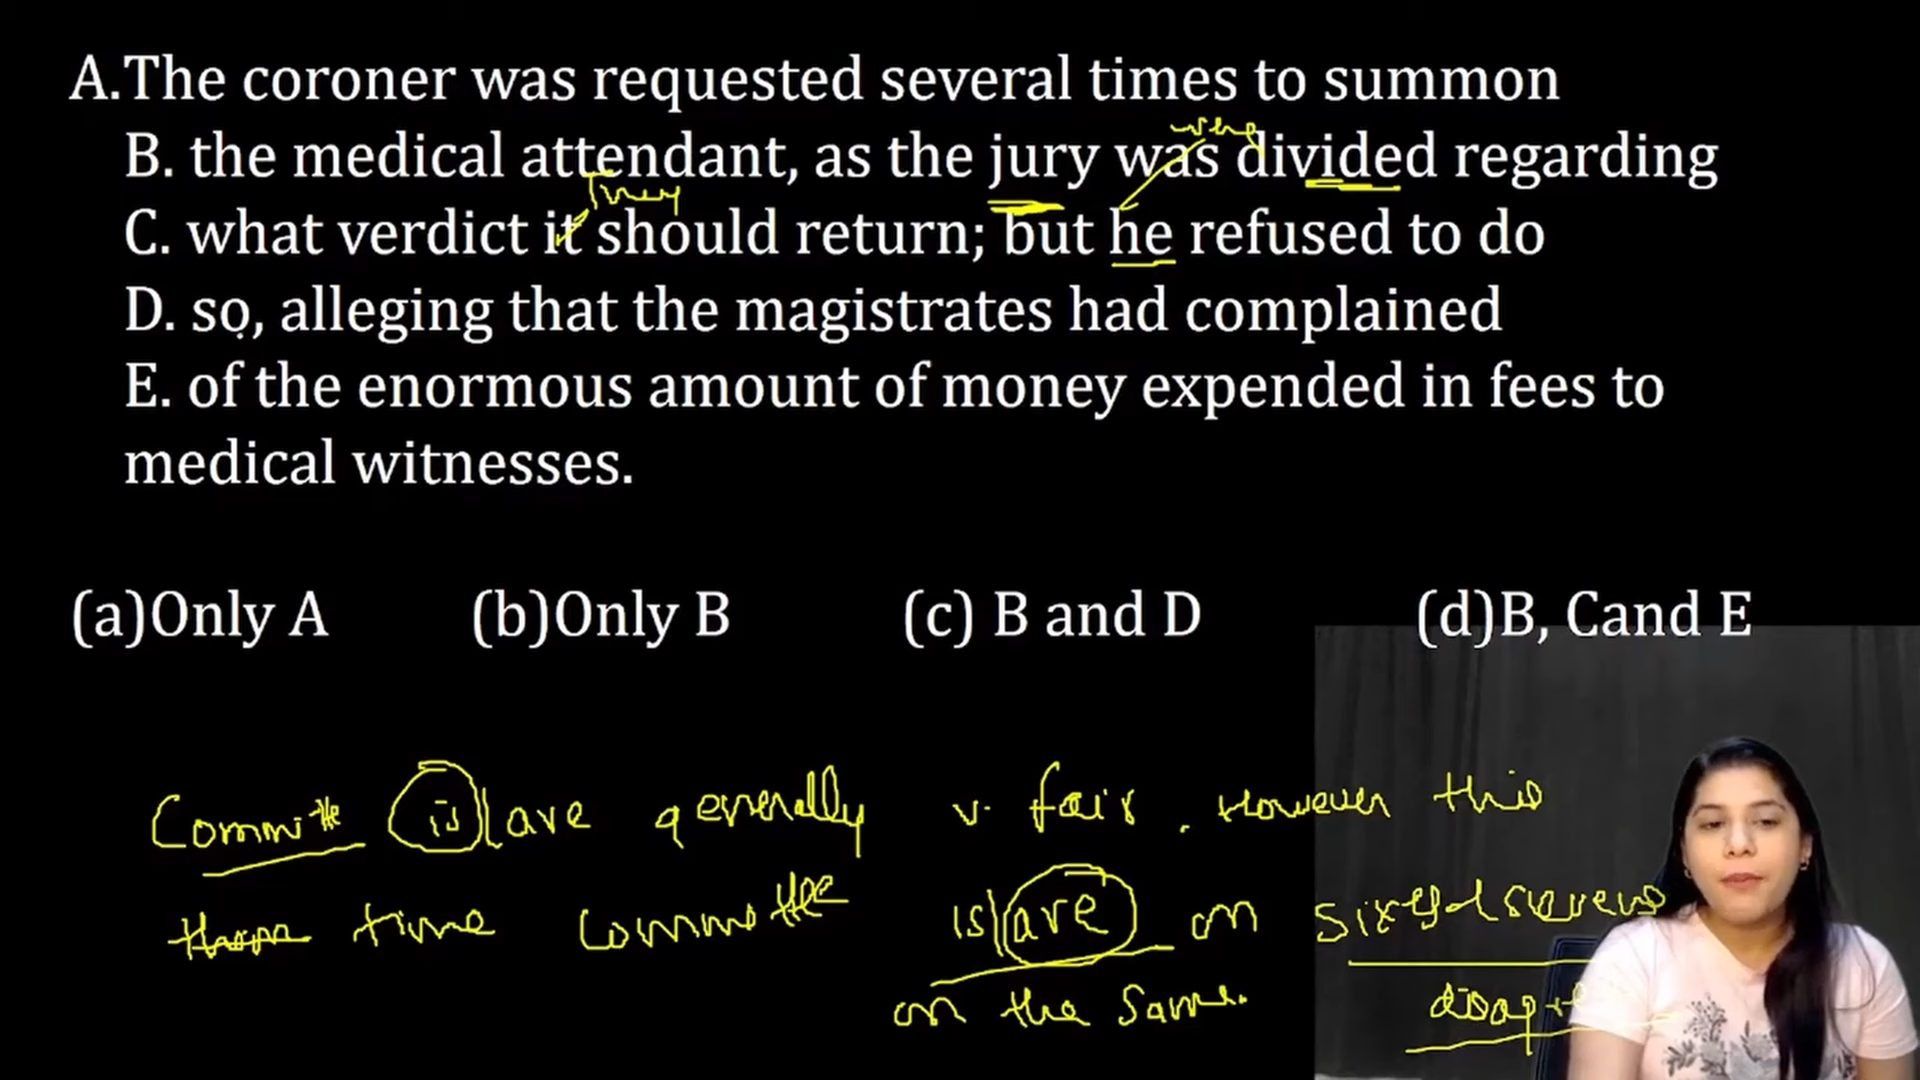 A.The coroner was requested several times to summon
B. the medical attendant, as the jury was divided regarding
They
C. what verdict it should return; but he refused to do
D. so, alleging that the magistrates had complained
E. of the enormous amount of money expended in fees to
medical witnesses.
(a)Only A (b)Only B (c) B and D (d)B, Cand E
is/are generally v. fair. However this
time is/are on
on the same.